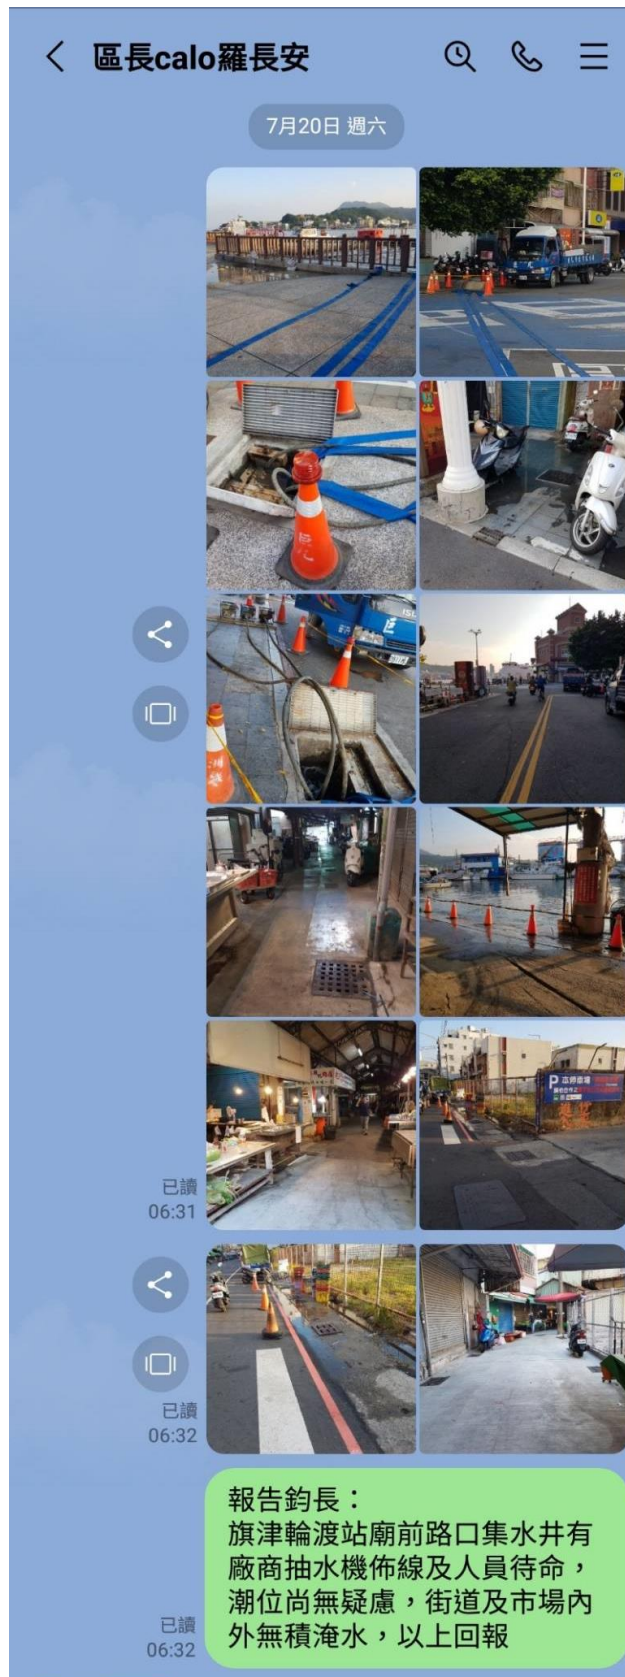 區長calo羅長安
7月20日 週六
已讀
06:31
已讀
06:32
報告鈞長：
旗津輪渡站廟前路口集水井有
廠商抽水機佈線及人員待命，
潮位尚無疑慮，街道及市場內
外無積淹水，以上回報
已讀
06:32